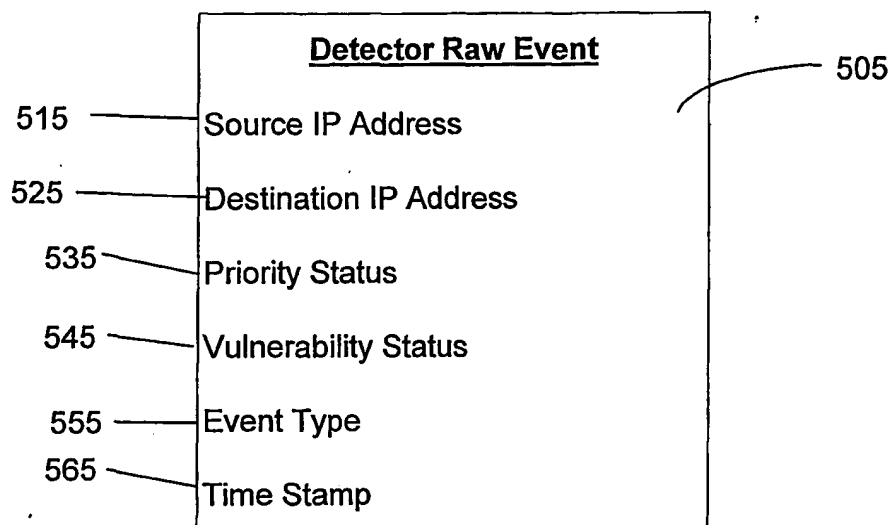 Detector Raw Event
505
515
Source IP Address
525
Destination IP Address
535
Priority Status
545
Vulnerability Status
555
Event Type
565
Time Stamp